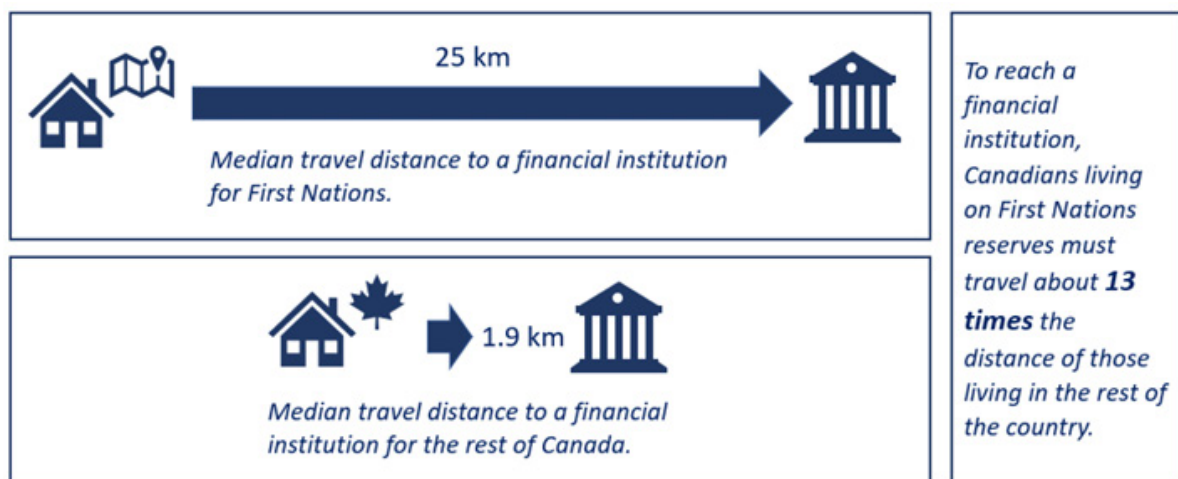 25 km
Median travel distance to a financial institution
for First Nations.
1.9 km
Median travel distance to a financial
institution for the rest of Canada.
To reach a
financial
institution,
Canadians living
on First Nations
reserves must
travel about 13
times the
distance of those
living in the rest of
the country.